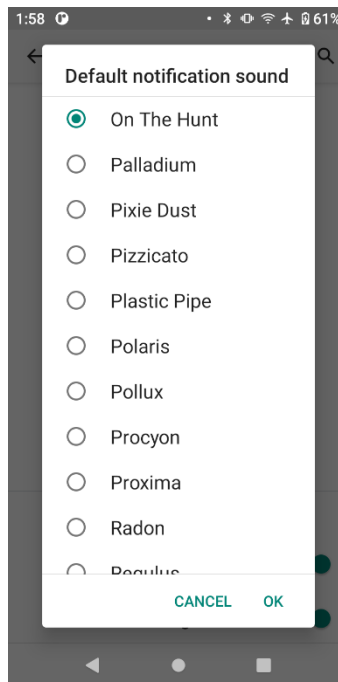 1:58 61%
Default notification sound
On The Hunt
Palladium
Pixie Dust
Pizzicato
Plastic Pipe
Polaris
Pollux
Procyon
Proxima
Radon
Regulus
CANCEL OK